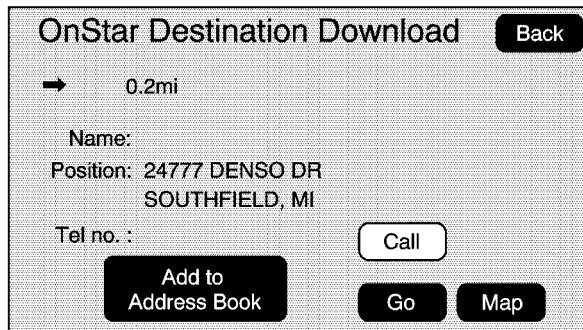 OnStar Destination Download Back
0.2mi
Name:
Position: 24777 DENSO DR
SOUTHFIELD, MI
Tel no. : Call
Add to
Address Book
Go Map